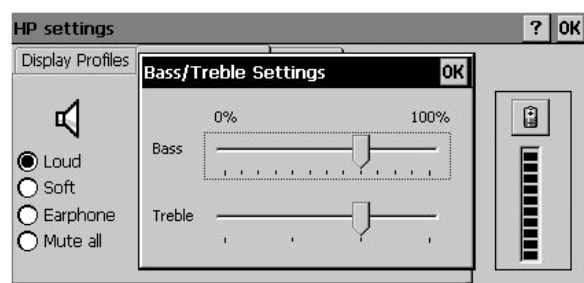 HP settings ? OK
Display Profiles
Bass/Treble Settings OK
0% 100%
Bass
Loud
Soft
Treble
Earphone
Mute all